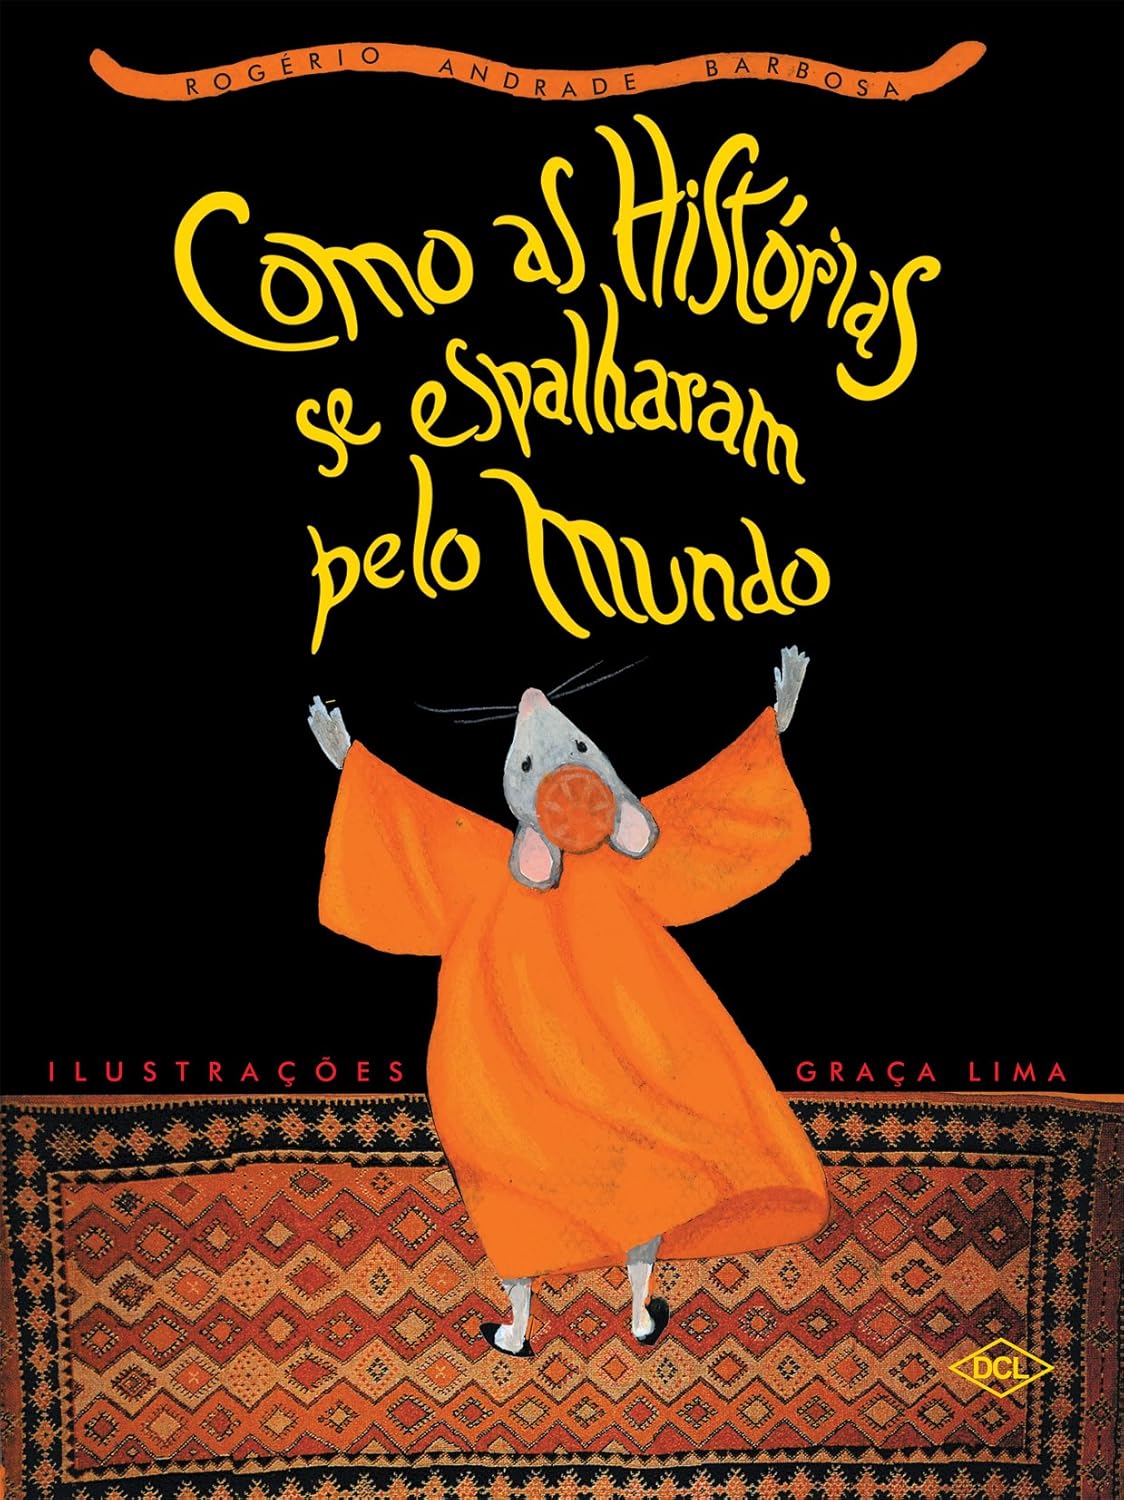 ROGÉRIO ANDRADE BARBOSA
Como as Histórias
se espalharam
pelo Mundo
ILUSTRAÇÕES GRAÇA LIMA
DCL